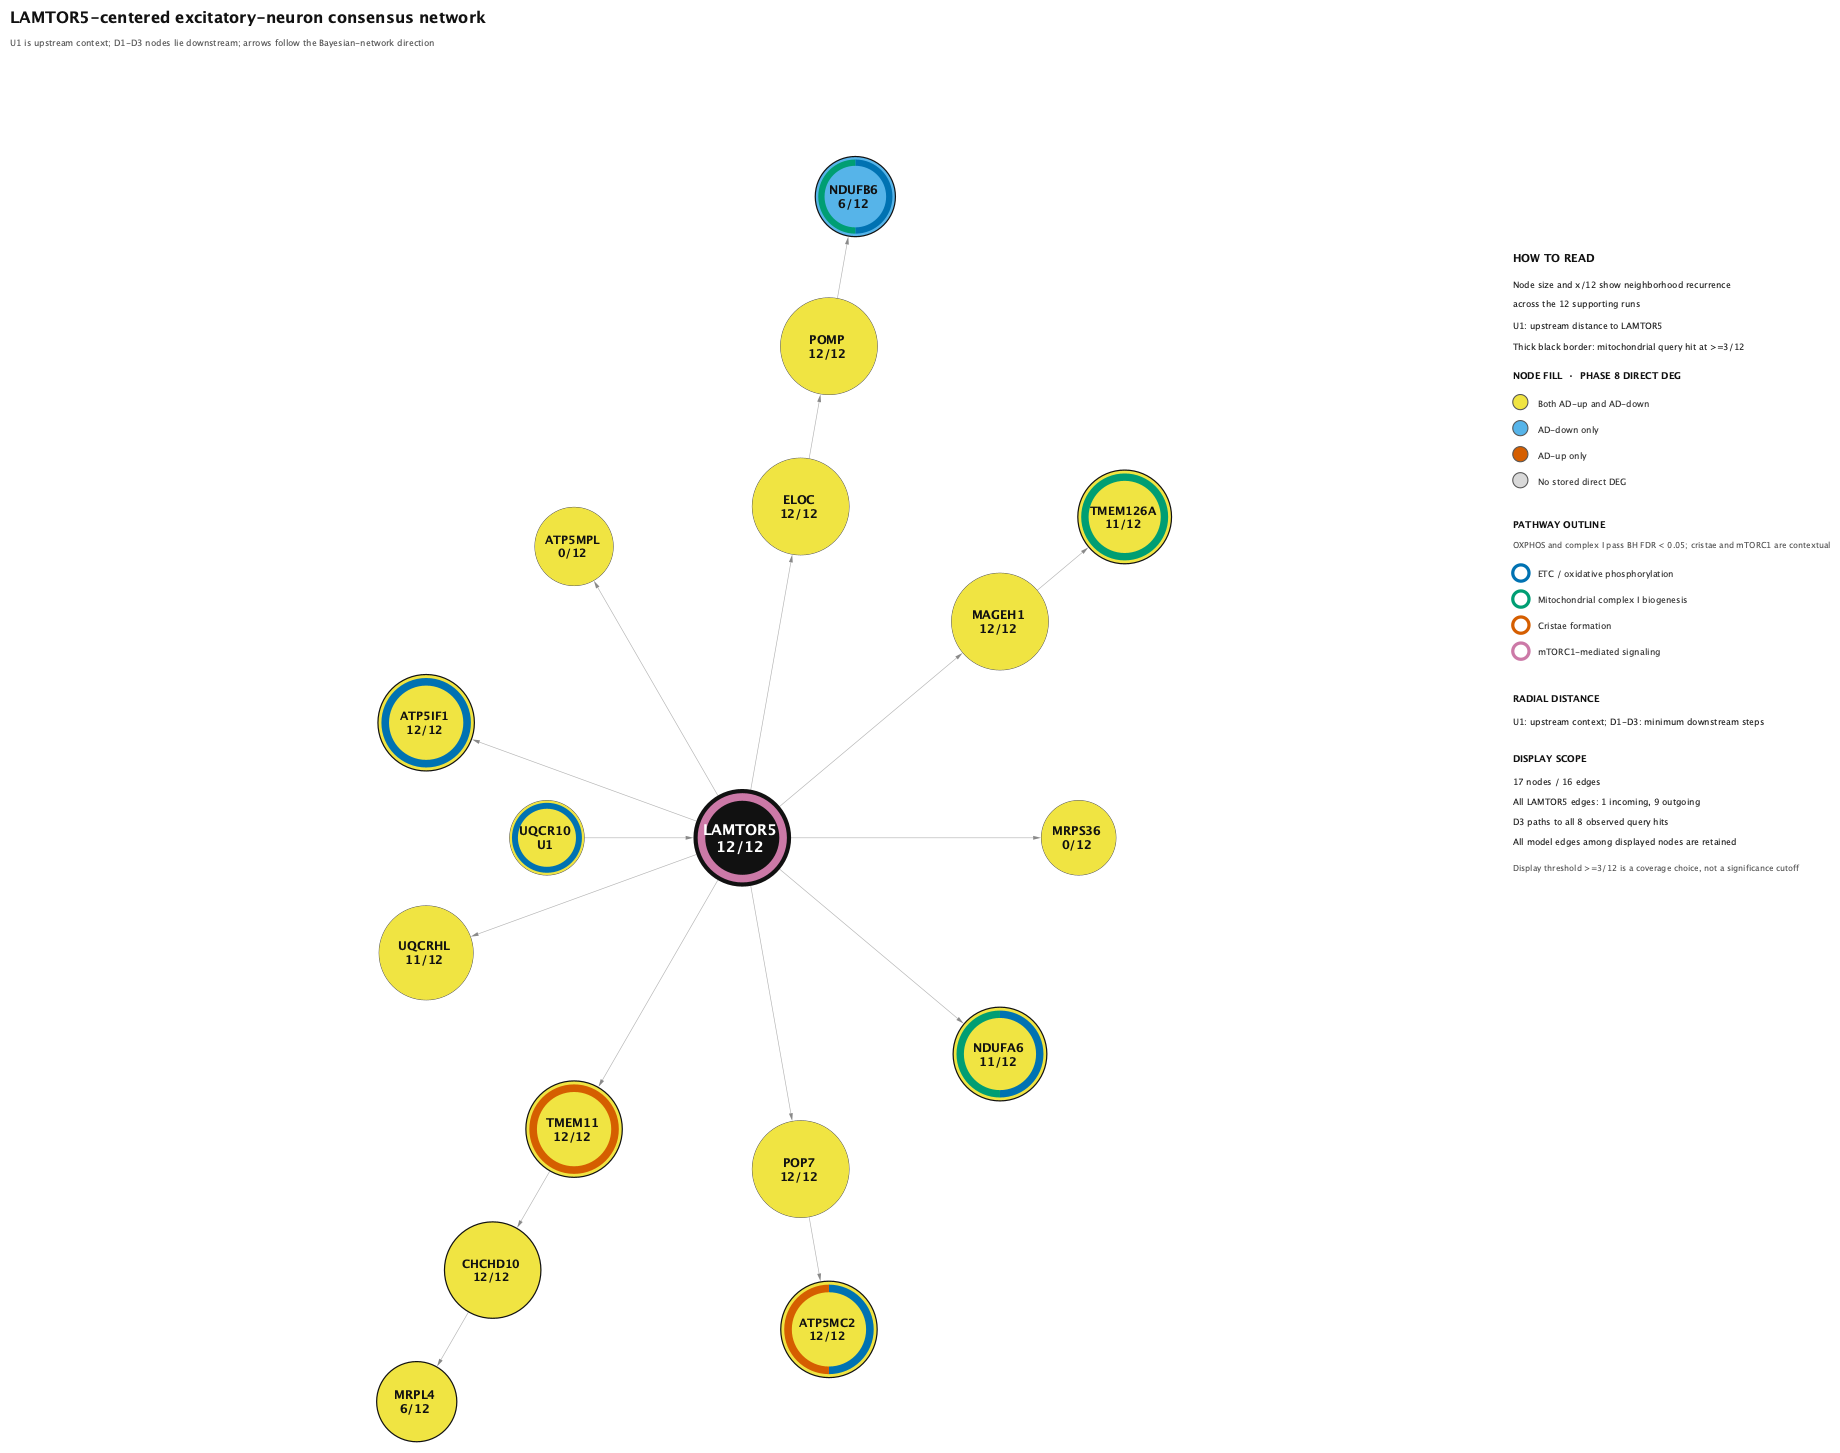 LAMTOR5-centered excitatory-neuron consensus network
U1 is upstream context; D1-D3 nodes lie downstream; arrows follow the Bayesian-network direction
NDUFB6
6/12
POMP
12/12
ELOC
12/12
TMEM126A
11/12
ATP5MPL
0/12
MAGEH1
12/12
ATP5IF1
12/12
UQCR10
U1
LAMTOR5
12/12
MRPS36
0/12
UQCRHL
11/12
NDUFA6
11/12
TMEM11
12/12
POP7
12/12
CHCHD10
12/12
ATP5MC2
12/12
MRPL4
6/12
HOW TO READ
Node size and x/12 show neighborhood recurrence
across the 12 supporting runs
U1: upstream distance to LAMTOR5
Thick black border: mitochondrial query hit at >=3/12
NODE FILL · PHASE 8 DIRECT DEG
Both AD-up and AD-down
AD-down only
AD-up only
No stored direct DEG
PATHWAY OUTLINE
OXPHOS and complex I pass BH FDR < 0.05; cristae and mTORC1 are contextual
ETC / oxidative phosphorylation
Mitochondrial complex I biogenesis
Cristae formation
mTORC1-mediated signaling
RADIAL DISTANCE
U1: upstream context; D1-D3: minimum downstream steps
DISPLAY SCOPE
17 nodes / 16 edges
All LAMTOR5 edges: 1 incoming, 9 outgoing
D3 paths to all 8 observed query hits
All model edges among displayed nodes are retained
Display threshold >=3/12 is a coverage choice, not a significance cutoff